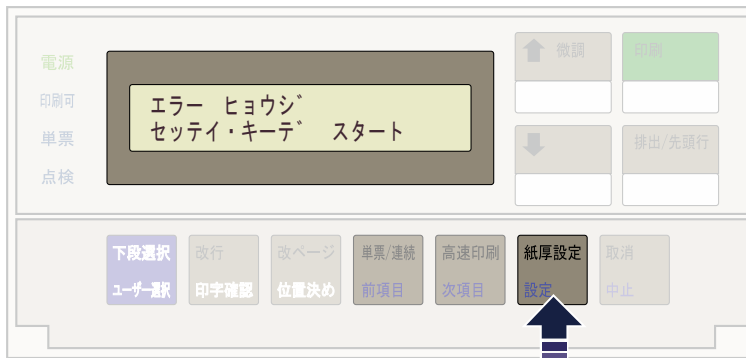 電源
印刷可
単票
点検
エラー ヒョウジ゛
セッテイ・キーデ゛ スタート
微調
印刷
排出/先頭行
下段選択
改行
改ページ
単票/連続
高速印刷
紙厚設定
取消
ユーザー選択
印字確認
位置決め
前項目
次項目
設定
中止